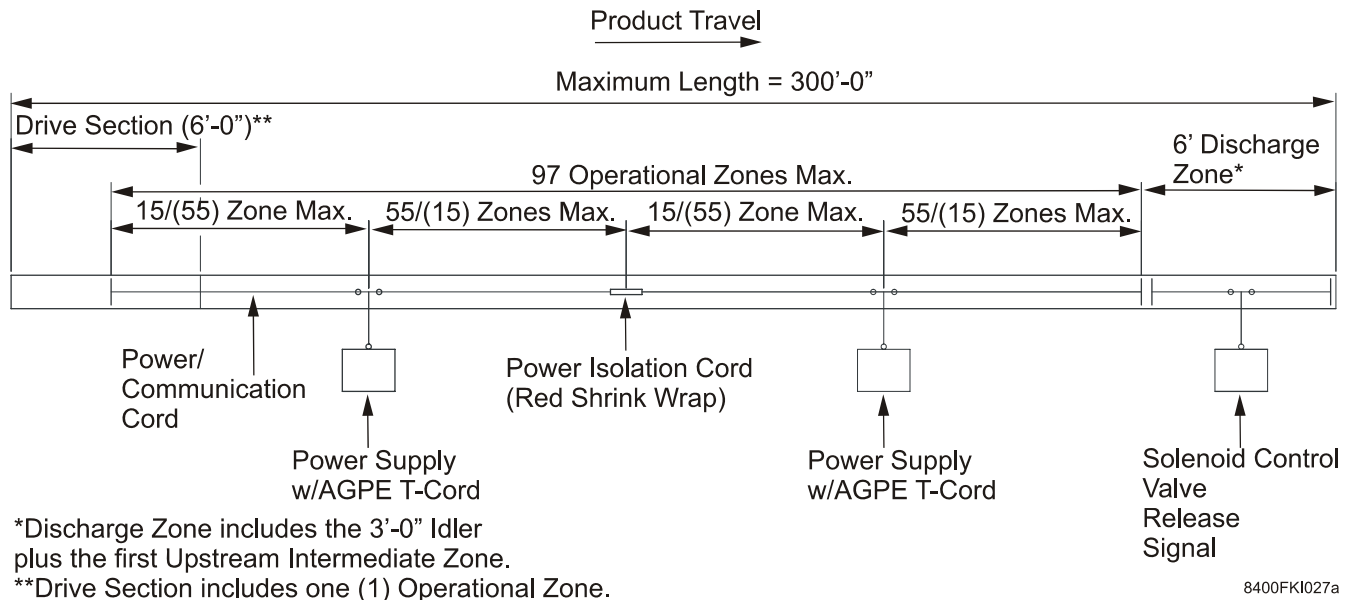 Product Travel
Maximum Length = 300'-0"
Drive Section (6'-0")**
6' Discharge
Zone*
97 Operational Zones Max.
15/(55) Zone Max.
55/(15) Zones Max.
15/(55) Zone Max.
55/(15) Zones Max.
Power/
Communication
Cord
Power Isolation Cord
(Red Shrink Wrap)
Power Supply
w/AGPE T-Cord
Power Supply
w/AGPE T-Cord
Solenoid Control
Valve
Release
Signal
*Discharge Zone includes the 3'-0" Idler
plus the first Upstream Intermediate Zone.
**Drive Section includes one (1) Operational Zone.
8400FKI027a